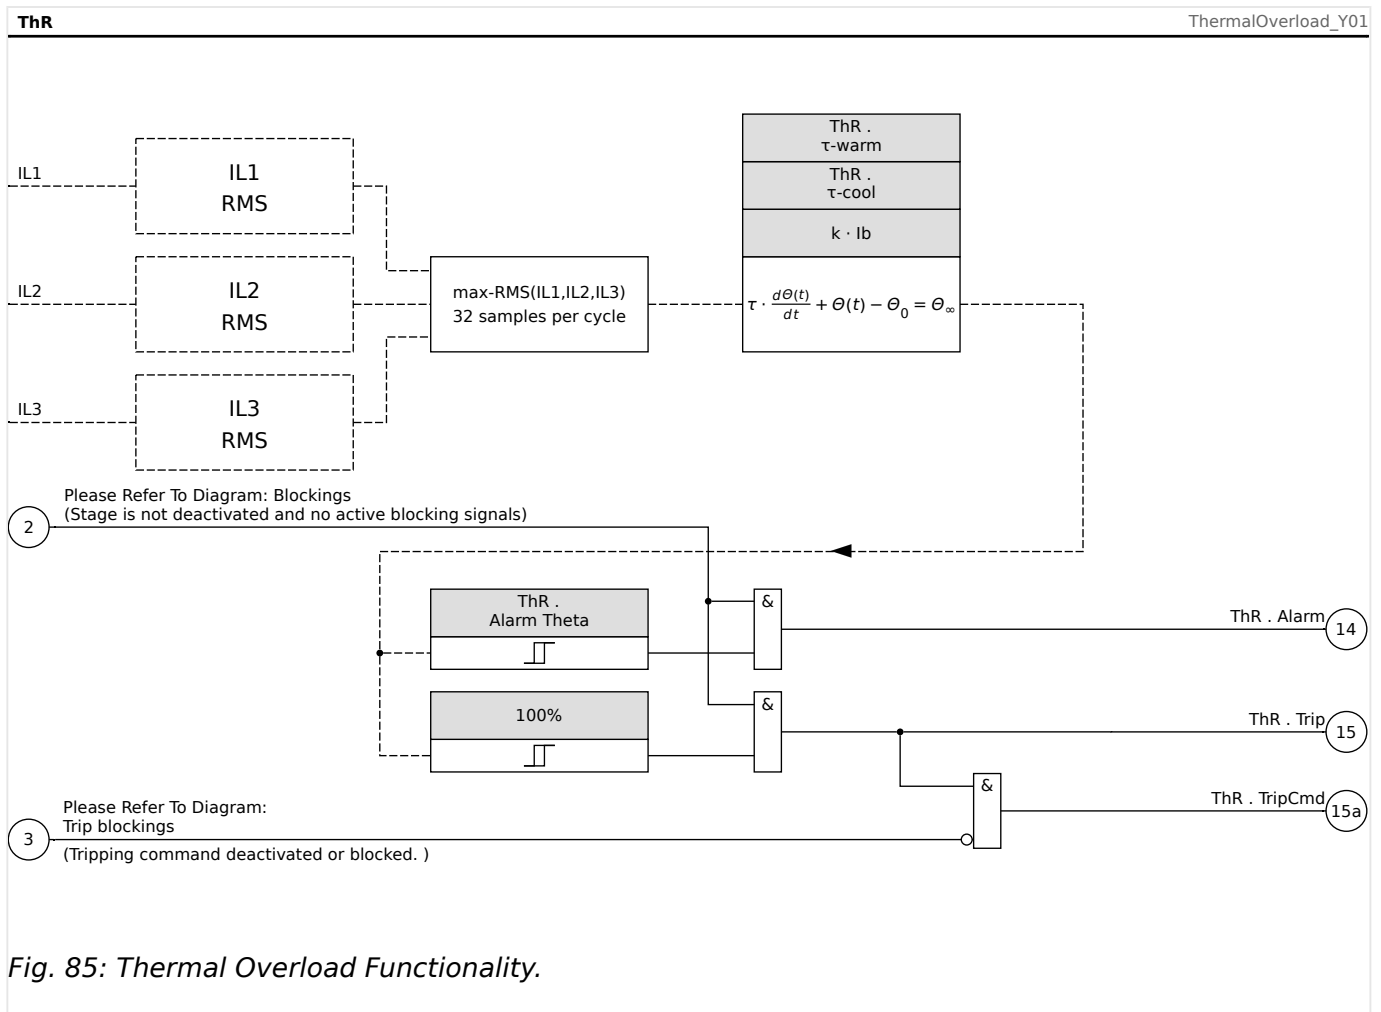 ThR
ThermalOverload_Y01
ThR .
τ-warm
ThR .
τ-cool
k · Ib
IL1
IL1
RMS
IL2
IL2
RMS
max-RMS(IL1,IL2,IL3)
32 samples per cycle
τ · dΘ(t)/dt + Θ(t) − Θ₀ = Θ∞
IL3
IL3
RMS
Please Refer To Diagram: Blockings
(Stage is not deactivated and no active blocking signals)
2
ThR .
Alarm Theta
&
ThR . Alarm
14
100%
&
ThR . Trip
15
&
ThR . TripCmd
15a
Please Refer To Diagram:
Trip blockings
3
(Tripping command deactivated or blocked. )
Fig. 85: Thermal Overload Functionality.